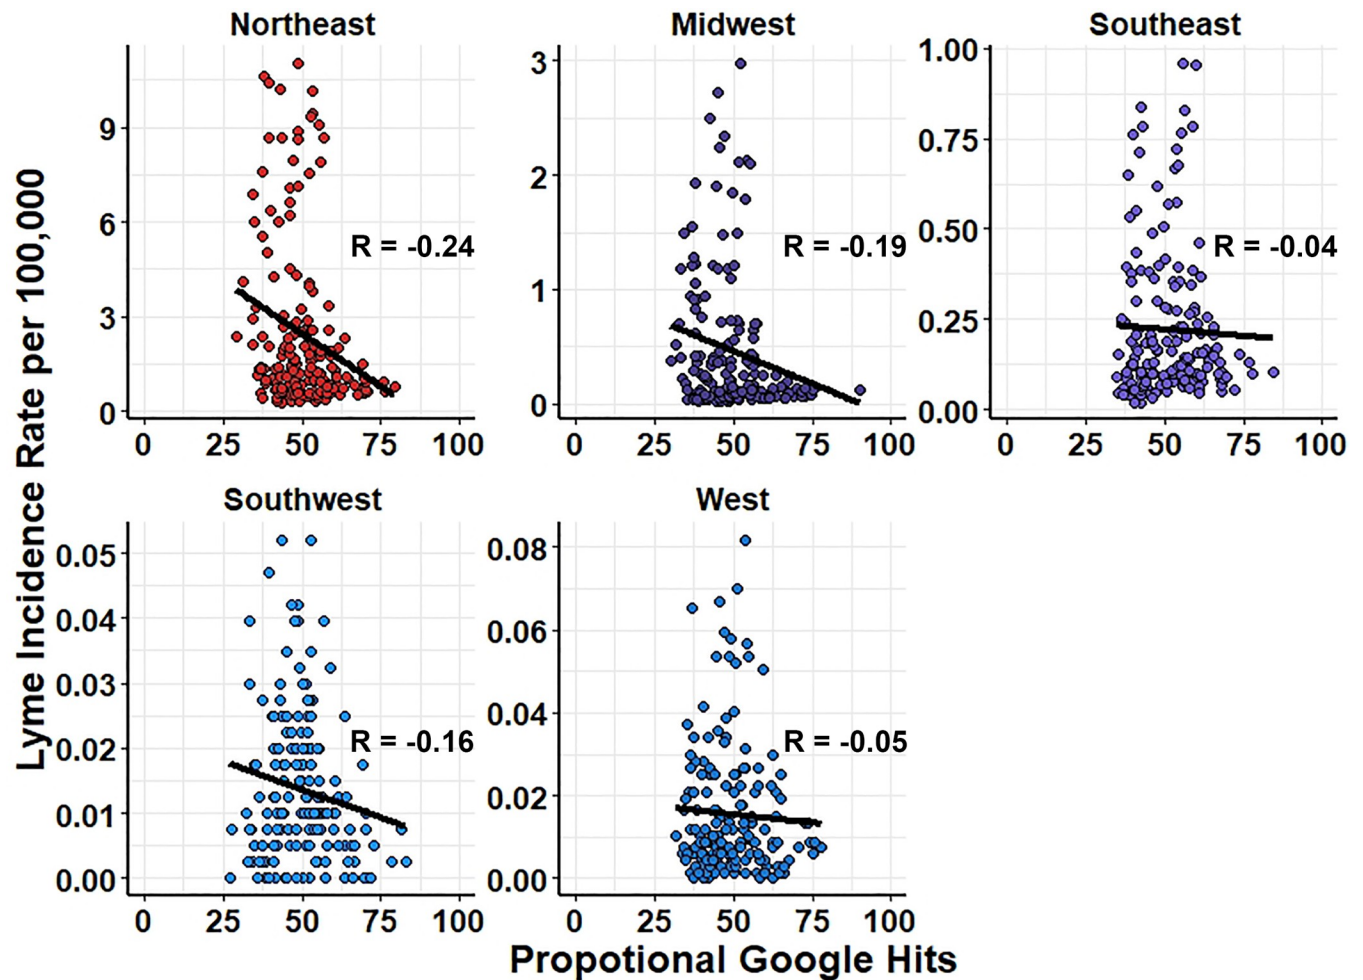 Northeast
Midwest
Southeast
Lyme Incidence Rate per 100,000
9
6
3
0
R = -0.24
0 25 50 75 100
3
2
1
0
R = -0.19
0 25 50 75 100
1.00
0.75
0.50
0.25
0.00
R = -0.04
0 25 50 75 100
Southwest
West
0.05
0.04
0.03
0.02
0.01
0.00
R = -0.16
0 25 50 75 100
0.08
0.06
0.04
0.02
0.00
R = -0.05
0 25 50 75 100
Propotional Google Hits